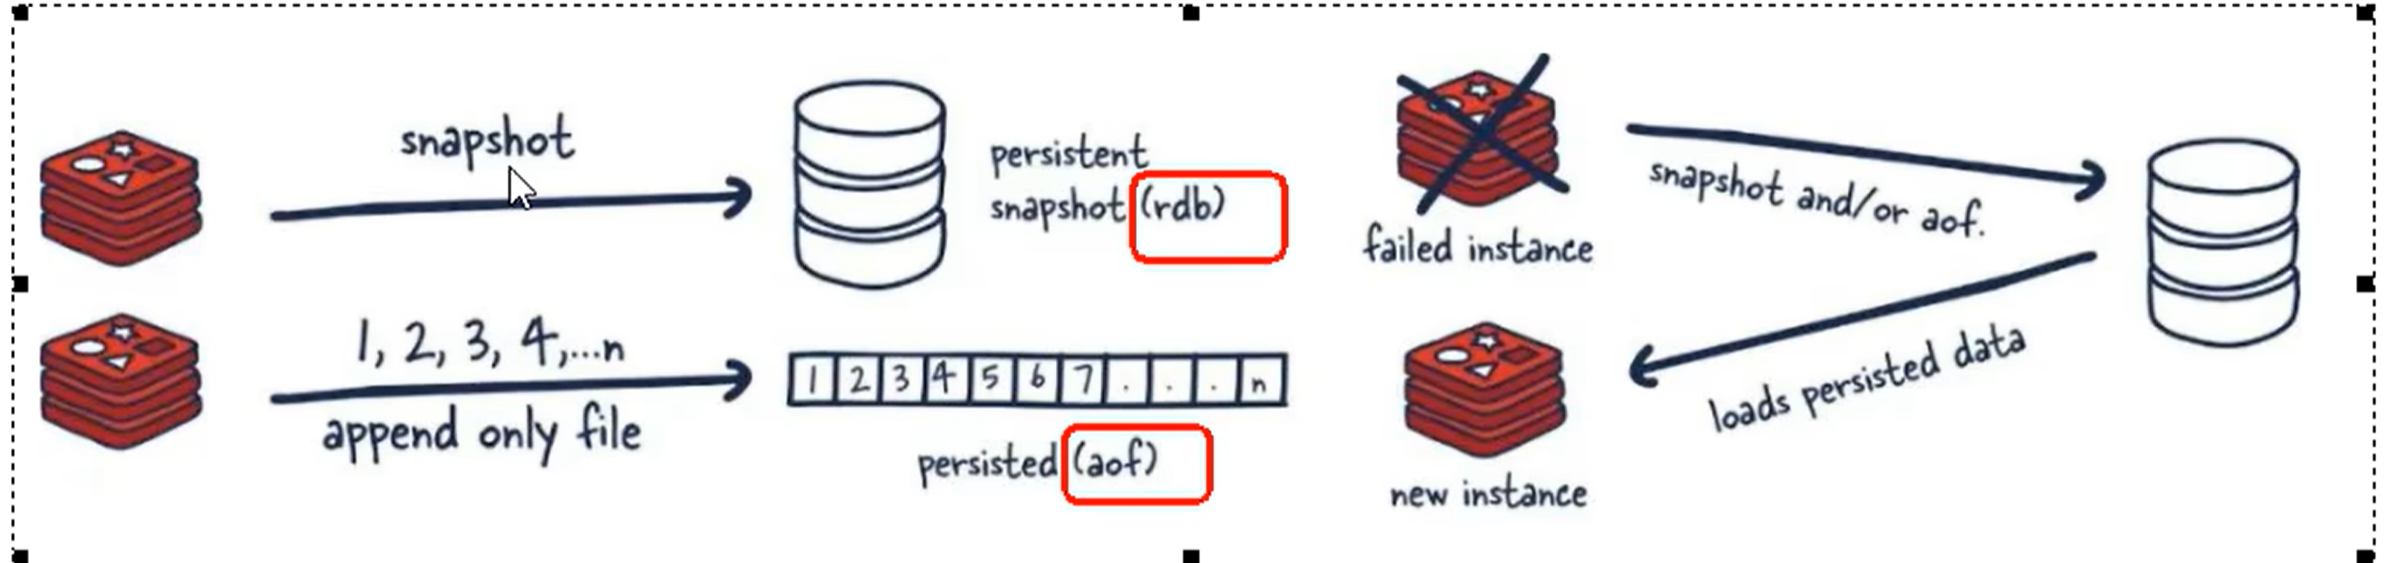 snapshot
persistent
snapshot (rdb)
1, 2, 3, 4,...n
append only file
1 2 3 4 5 6 7 . . . n
persisted (aof)
failed instance
snapshot and/or aof.
loads persisted data
new instance